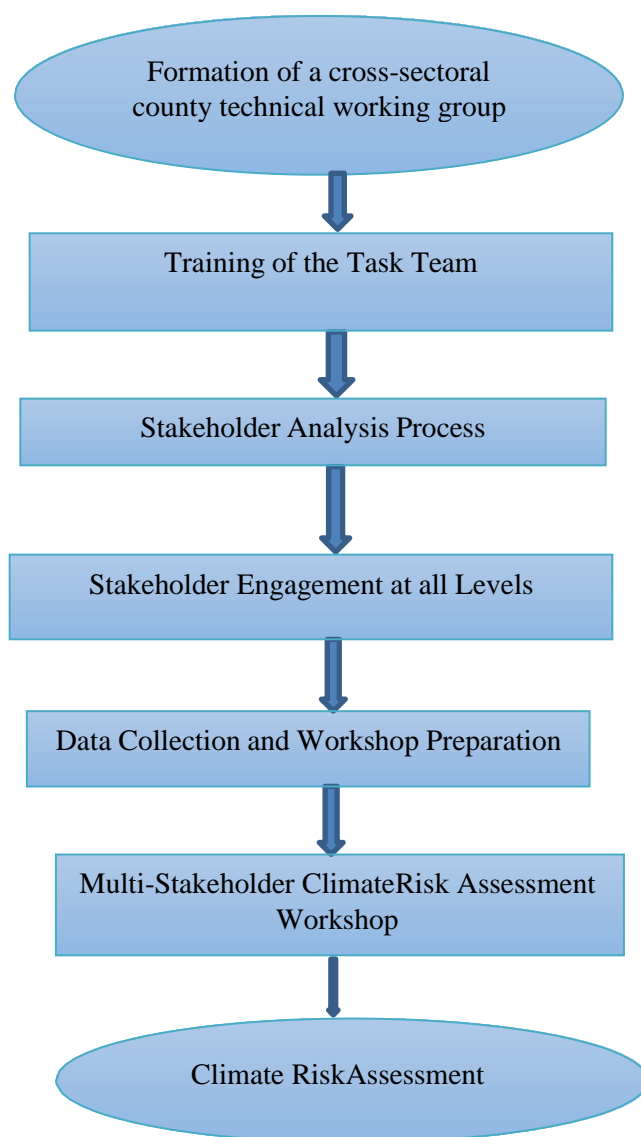 Formation of a cross-sectoral
county technical working group
Training of the Task Team
Stakeholder Analysis Process
Stakeholder Engagement at all Levels
Data Collection and Workshop Preparation
Multi-Stakeholder ClimateRisk Assessment
Workshop
Climate RiskAssessment